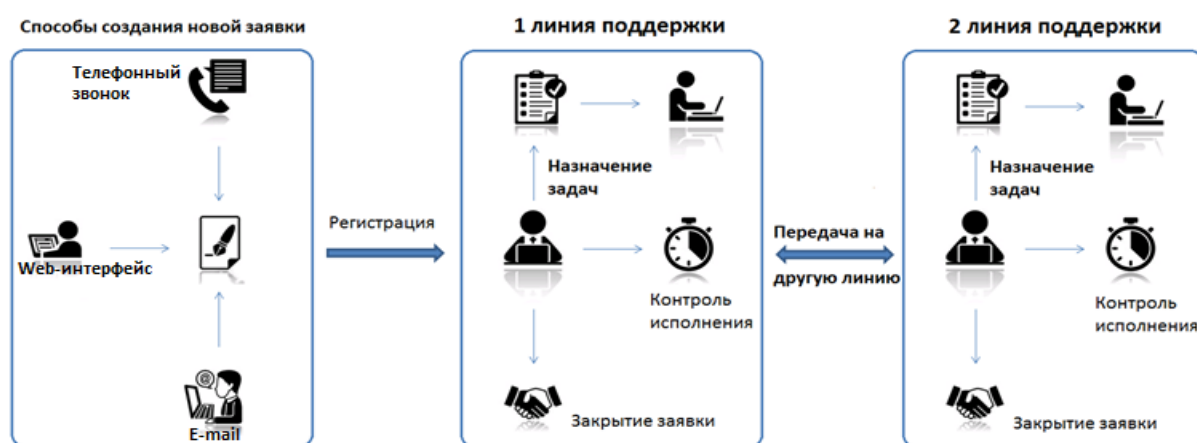 Способы создания новой заявки
Телефонный
звонок
Web-интерфейс
@
E-mail
Регистрация
1 линия поддержки
Назначение
задач
Контроль
исполнения
Закрытие заявки
Передача на
другую линию
2 линия поддержки
Назначение
задач
Контроль
исполнения
Закрытие заявки